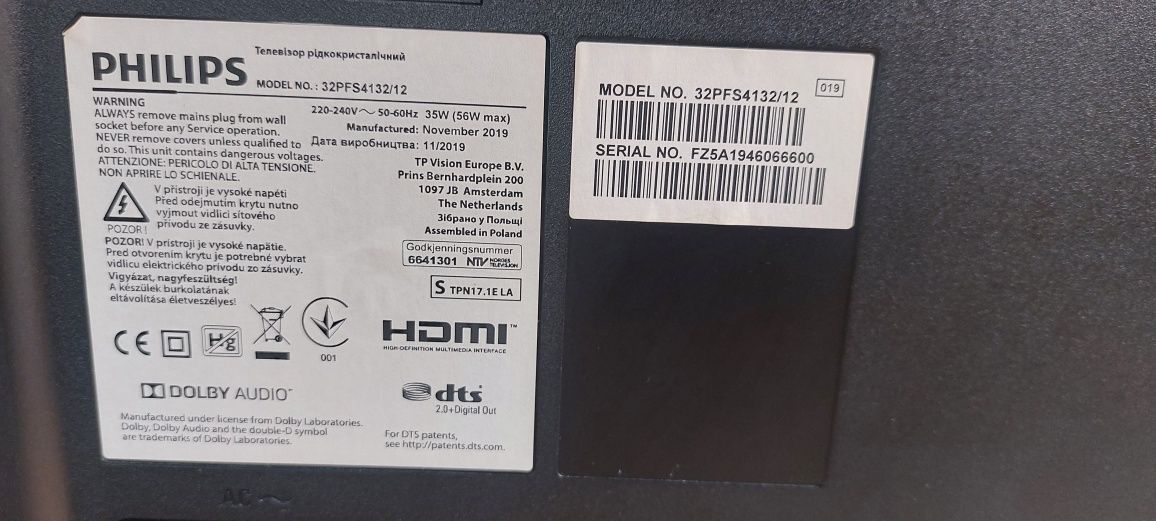 Телевізор рідкокристалічний
PHILIPS
MODEL NO. : 32PFS4132/12
WARNING
ALWAYS remove mains plug from wall
socket before any Service operation.
NEVER remove covers unless qualified to
do so. This unit contains dangerous voltages.
ATTENZIONE: PERICOLO DI ALTA TENSIONE.
NON APRIRE LO SCHIENALE.
V přístroji je vysoké napětí
Před odejmutím krytu nutno
vyjmout vidlici síťového
přívodu ze zásuvky.
POZOR!
POZOR! V prístroji je vysoké napätie.
Pred otvorením krytu je potrebné vybrat
vidlicu elektrického prívodu zo zásuvky.
Vigyázat, nagyfeszültség!
A készülek burkolatának
eltávolítása életveszélyes!
220-240V～ 50-60Hz 35W (56W max)
Manufactured: November 2019
Дата виробництва: 11/2019
TP Vision Europe B.V.
Prins Bernhardplein 200
1097 JB Amsterdam
The Netherlands
Зібрано у Польщі
Assembled in Poland
Godkjenningsnummer
6641301 NTV NORGES TELEVISJON
S TPN17.1E LA
CE Hg
001
HDMI™
HIGH-DEFINITION MULTIMEDIA INTERFACE
DOLBY AUDIO™
Manufactured under license from Dolby Laboratories.
Dolby, Dolby Audio and the double-D symbol
are trademarks of Dolby Laboratories.
dts
2.0+Digital Out
For DTS patents,
see http://patents.dts.com.
MODEL NO. 32PFS4132/12
019
SERIAL NO. FZ5A1946066600
AC ～